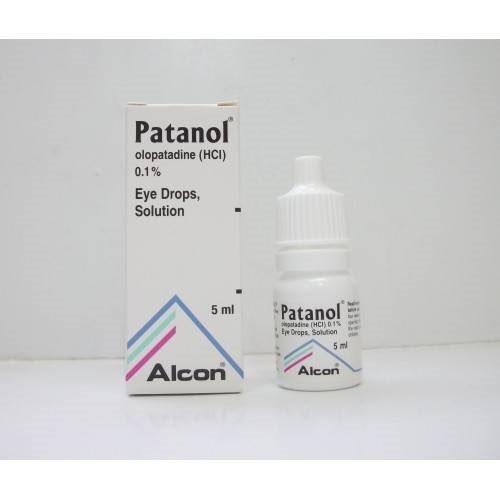 Patanol®
olopatadine (HCl)
0.1%
Eye Drops,
Solution
5 ml
Alcon®
Patanol®
olopatadine (HCl) 0.1%
Eye Drops, Solution
5 ml
Alcon®